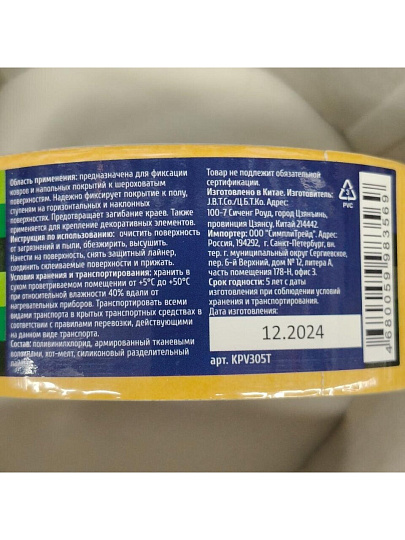 Область применения: предназначена для фиксации
ковров и напольных покрытий к шероховатым
поверхностям. Надежно фиксирует покрытие к полу,
ступеном на горизонтальных и наклонных
поверхностях. Предотвращает загибание краев. Также
применяется для крепление декоративных элементов.
Инструкция по использованию: очистить поверхность
от загрязнений и пыли, обезжирить, высушить.
Нанести на поверхность, снять защитный лайнер,
соединить склеиваемые поверхности и прижать.
Условия хранения и транспортирования: хранить в
сухом проветриваемом помещении от +5°С до +50°С
при относительной влажности 40% вдали от
нагревательных приборов. Транспортировать всеми
видами транспорта в крытых транспортных средствах в
соответствии с правилами перевозки, действующими
на данном виде транспорта.
Состав: поливинилхлорид, армированный тканевыми
полотнами, хот-мелт, силиконовый разделительный
лайнер.
Товар не подлежит обязательной
сертификации.
Изготовлено в Китае. Изготовитель:
J.B.T.Co./Ц.Б.Т.Ко. Адрес:
100-7 Сиченг Роуд, город Цзянъинь,
провинция Цзянсу, Китай 214442.
Импортер: ООО "СимплиТрейд". Адрес:
Россия, 194292, г. Санкт-Петербург, вн.
тер. г. муниципальный округ Сергиевское,
пер. 6-й Верхний, дом № 12, литера А,
часть помещения 178-Н, офис 3.
Срок годности: 5 лет с даты
изготовления при соблюдении условий
хранения и транспортирования.
Дата изготовления:
12.2024
арт. KPV305T
3
PVC
4680059983569